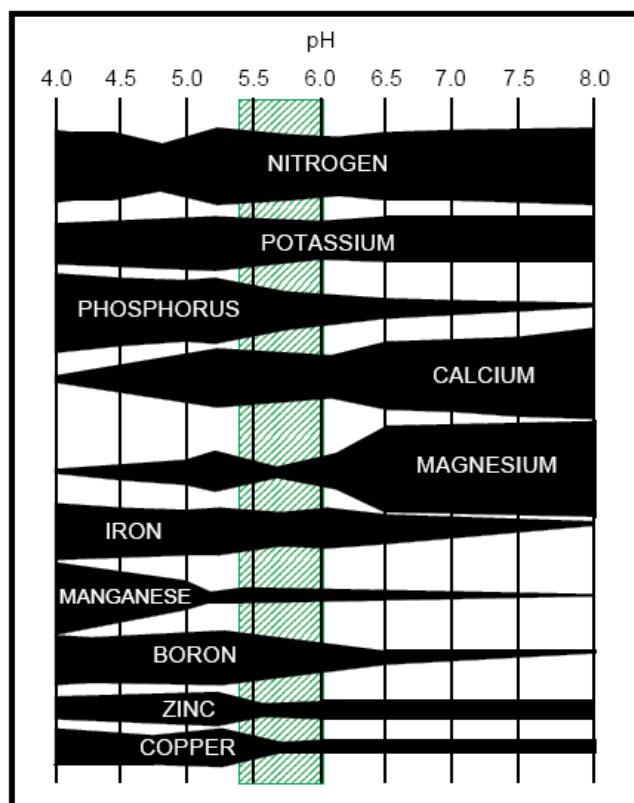 pH
4.0 4.5 5.0 5.5 6.0 6.5 7.0 7.5 8.0
NITROGEN
POTASSIUM
PHOSPHORUS
CALCIUM
MAGNESIUM
IRON
MANGANESE
BORON
ZINC
COPPER